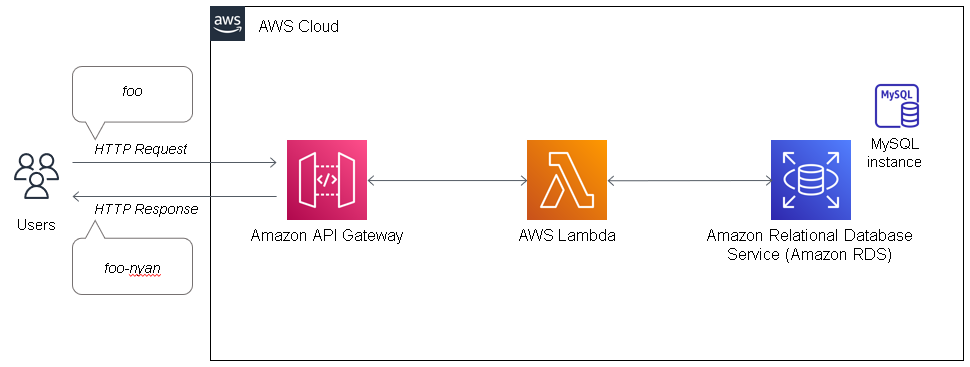 aws
AWS Cloud
foo
MySQL
HTTP Request
MySQL
instance
</>
Users
HTTP Response
Amazon API Gateway
AWS Lambda
Amazon Relational Database
Service (Amazon RDS)
foo-nyan